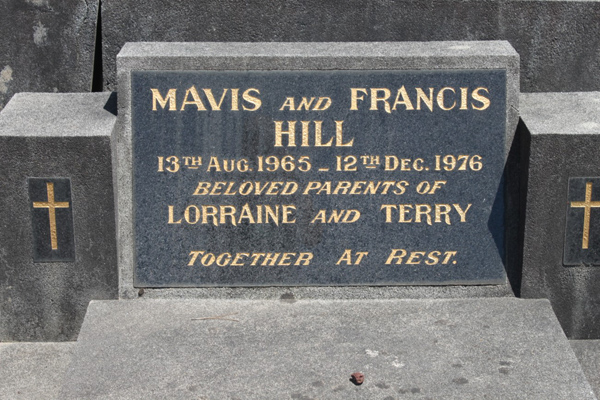 MAVIS AND FRANCIS
HILL
13TH AUG. 1965 - 12TH DEC. 1976
BELOVED PARENTS OF
LORRAINE AND TERRY
TOGETHER AT REST.